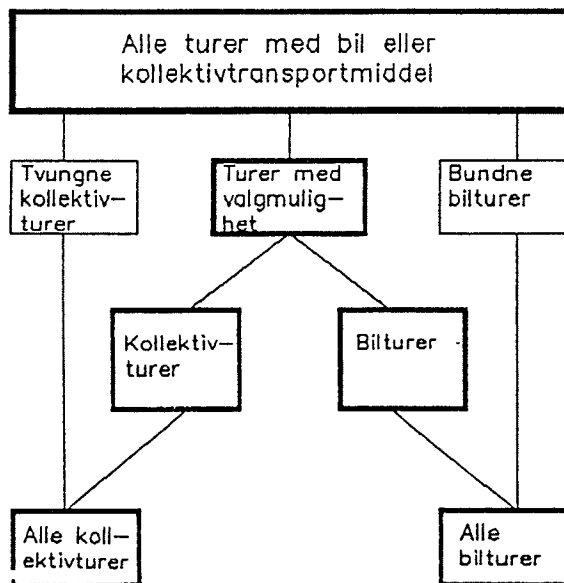 Alle turer med bil eller
kollektivtransportmiddel
Tvungne
kollektiv-
turer
Turer med
valgmulig-
het
Bundne
bilturer
Kollektiv-
turer
Bilturer
Alle koll-
ektivturer
Alle
bilturer